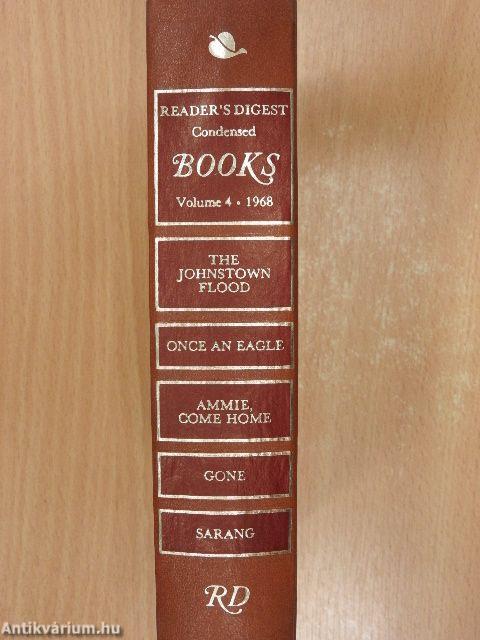 READER'S DIGEST
Condensed
BOOKS
Volume 4 • 1968
THE
JOHNSTOWN
FLOOD
ONCE AN EAGLE
AMMIE,
COME HOME
GONE
SARANG
RD
Antikvárium.hu